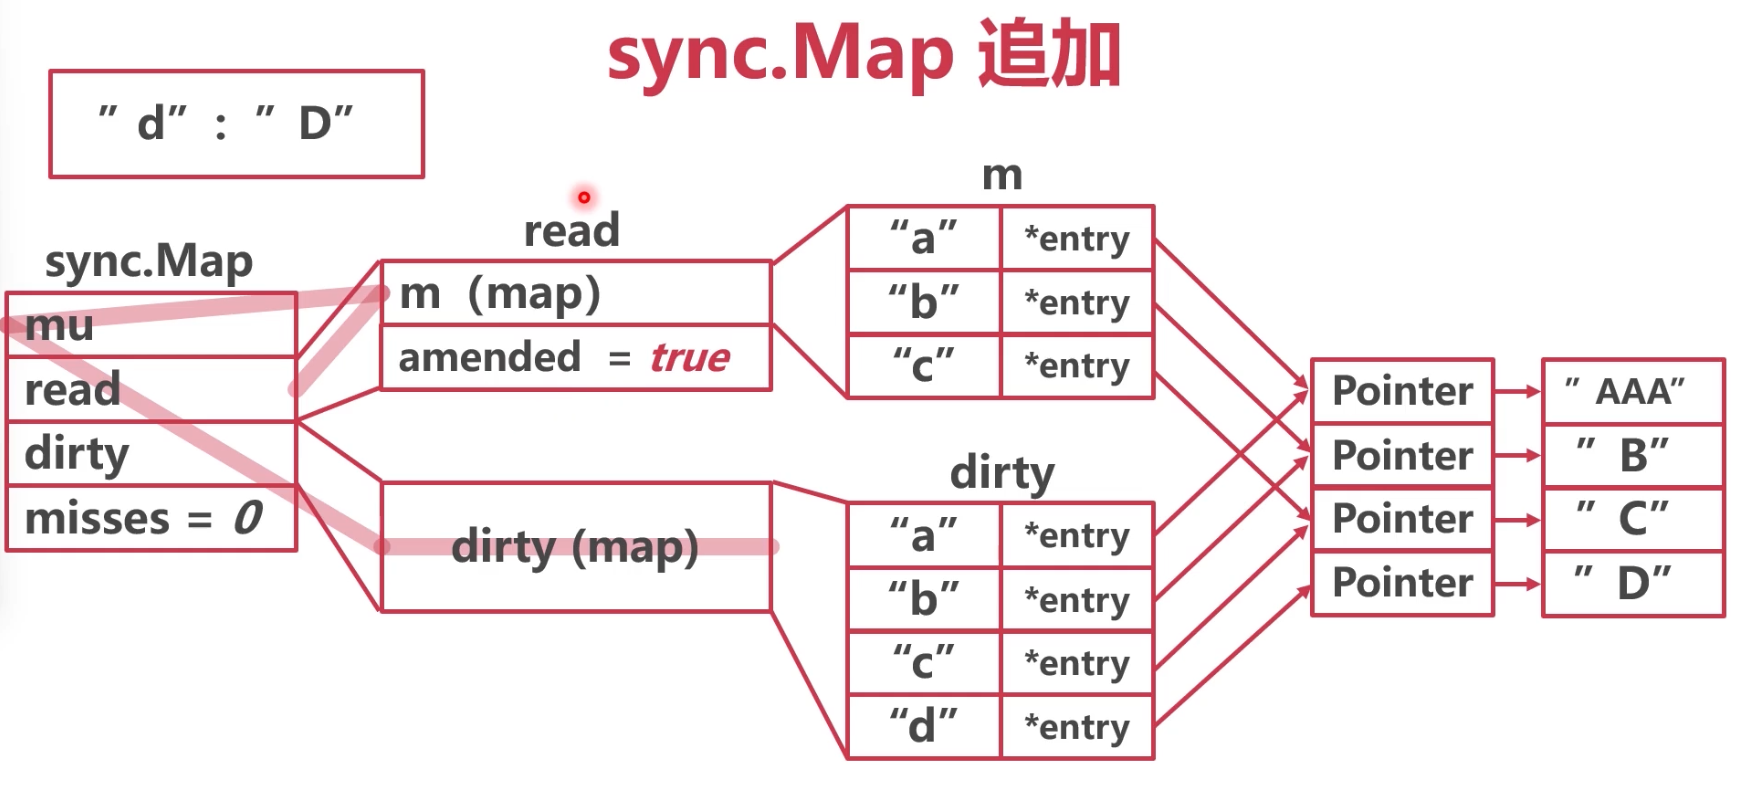 sync.Map 追加
” d” : ” D”
sync.Map
mu
read
dirty
misses = 0
read
m (map)
amended = true
dirty (map)
m
“a” *entry
“b” *entry
“c” *entry
dirty
“a” *entry
“b” *entry
“c” *entry
“d” *entry
Pointer ” AAA”
Pointer ” B”
Pointer ” C”
Pointer ” D”